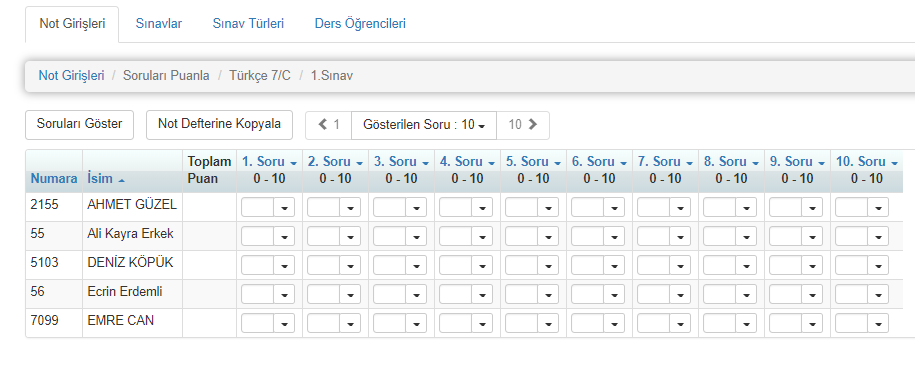 Not Girişleri Sınavlar Sınav Türleri Ders Öğrencileri
Not Girişleri / Soruları Puanla / Türkçe 7/C / 1.Sınav
Soruları Göster Not Defterine Kopyala 1 Gösterilen Soru : 10 10
Numara İsim Toplam Puan 1. Soru 2. Soru 3. Soru 4. Soru 5. Soru 6. Soru 7. Soru 8. Soru 9. Soru 10. Soru
0 - 10 0 - 10 0 - 10 0 - 10 0 - 10 0 - 10 0 - 10 0 - 10 0 - 10 0 - 10
2155 AHMET GÜZEL
55 Ali Kayra Erkek
5103 DENİZ KÖPÜK
56 Ecrin Erdemli
7099 EMRE CAN